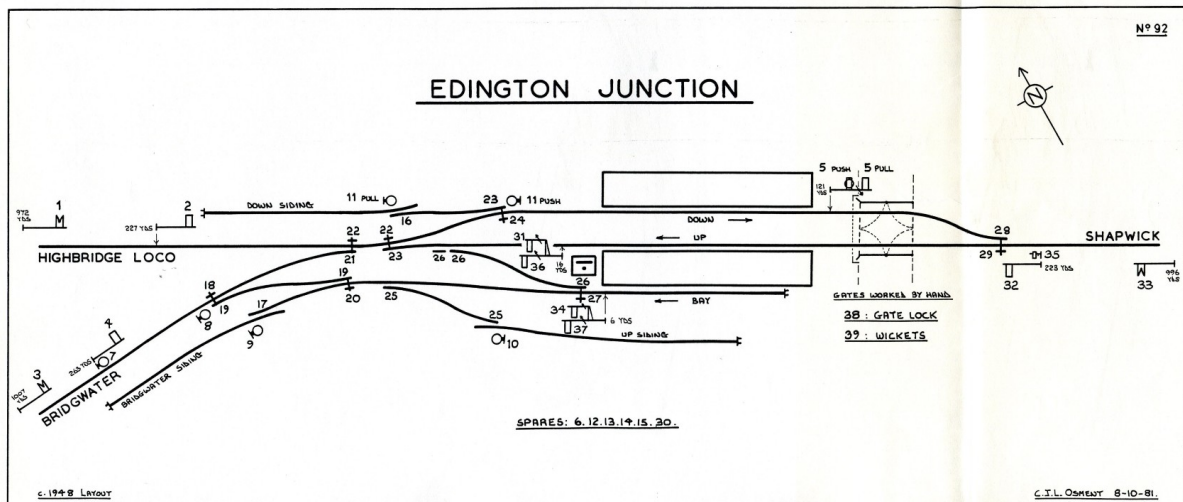 Nº 92
EDINGTON JUNCTION
N
5 PUSH 5 PULL
121 YDS
11 PULL 23 11 PUSH
1 2
972 YDS
227 YDS
DOWN SIDING
16 24
DOWN
22 22 31 UP 28
HIGHBRIDGE LOCO 21 23 26 26 36 16 YDS 29 SHAPWICK
35
32 223 YDS 33 996 YDS
18 19 26
19 17 20 25 27 BAY
GATES WORKED BY HAND
38 : GATE LOCK
39 : WICKETS
8 34 6 YDS
9 25 37 UP SIDING
10
4
7
265 YDS
3
1007 YDS
BRIDGWATER
BRIDGWATER SIDING
SPARES: 6.12.13.14.15.30.
C.1948 LAYOUT
C.J.L. OSMENT 8-10-81.